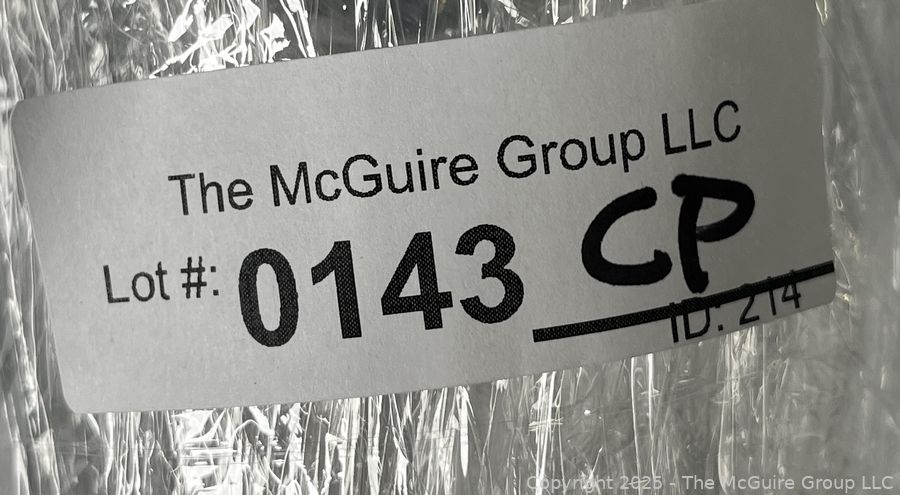 The McGuire Group LLC
Lot #: 0143 CP
ID: 214
Copyright 2025 - The McGuire Group LLC